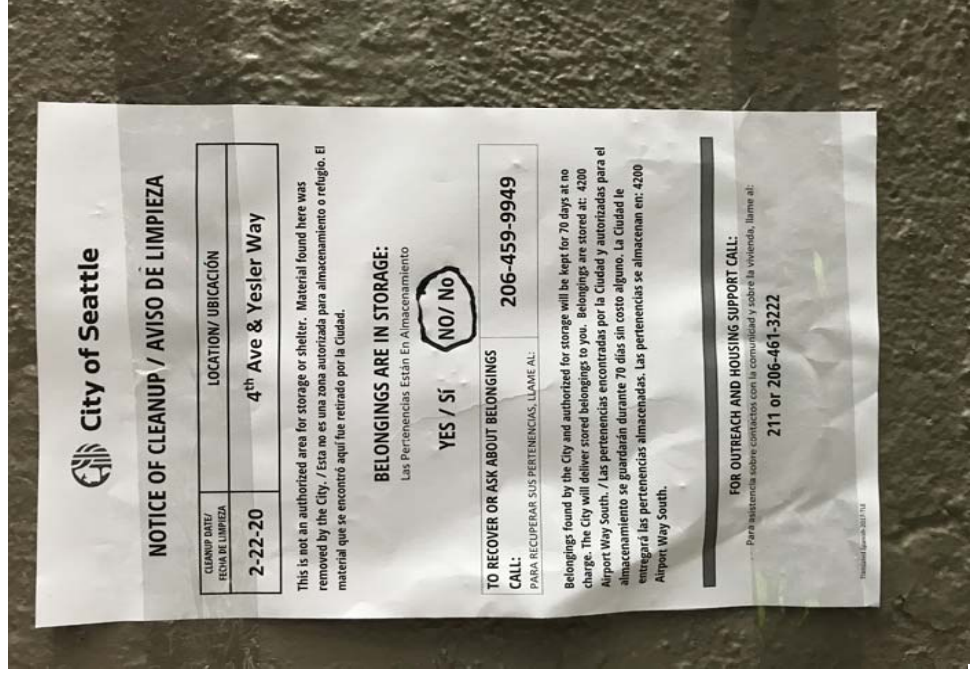 City of Seattle
NOTICE OF CLEANUP / AVISO DE LIMPIEZA
CLEANUP DATE/
FECHA DE LIMPIEZA
LOCATION/ UBICACIÓN
2-22-20
4th Ave & Yesler Way
This is not an authorized area for storage or shelter. Material found here was
removed by the City. / Esta no es una zona autorizada para almacenamiento o refugio. El
material que se encontró aquí fue retirado por la Ciudad.
BELONGINGS ARE IN STORAGE:
Las Pertenencias Están En Almacenamiento
YES / SÍ NO/ No
TO RECOVER OR ASK ABOUT BELONGINGS
CALL:
PARA RECUPERAR SUS PERTENENCIAS, LLAME AL:
206-459-9949
Belongings found by the City and authorized for storage will be kept for 70 days at no
charge. The City will deliver stored belongings to you. Belongings are stored at: 4200
Airport Way South. / Las pertenencias encontradas por la Ciudad y autorizadas para el
almacenamiento se guardarán durante 70 días sin costo alguno. La Ciudad le
entregará las pertenencias almacenadas. Las pertenencias se almacenan en: 4200
Airport Way South.
FOR OUTREACH AND HOUSING SUPPORT CALL:
Para asistencia sobre contactos con la comunidad y sobre la vivienda, llame al:
211 or 206-461-3222
Translated Spanish-2017-TLE